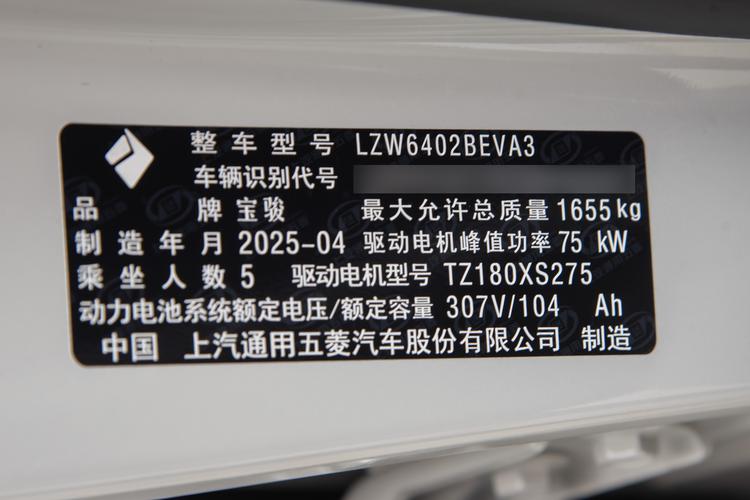 整车型号 LZW6402BEVA3
车辆识别代号
品牌 宝骏 最大允许总质量 1655 kg
制造年月 2025-04 驱动电机峰值功率 75 kW
乘坐人数 5 驱动电机型号 TZ180XS275
动力电池系统额定电压/额定容量 307V/104 Ah
中国 上汽通用五菱汽车股份有限公司 制造